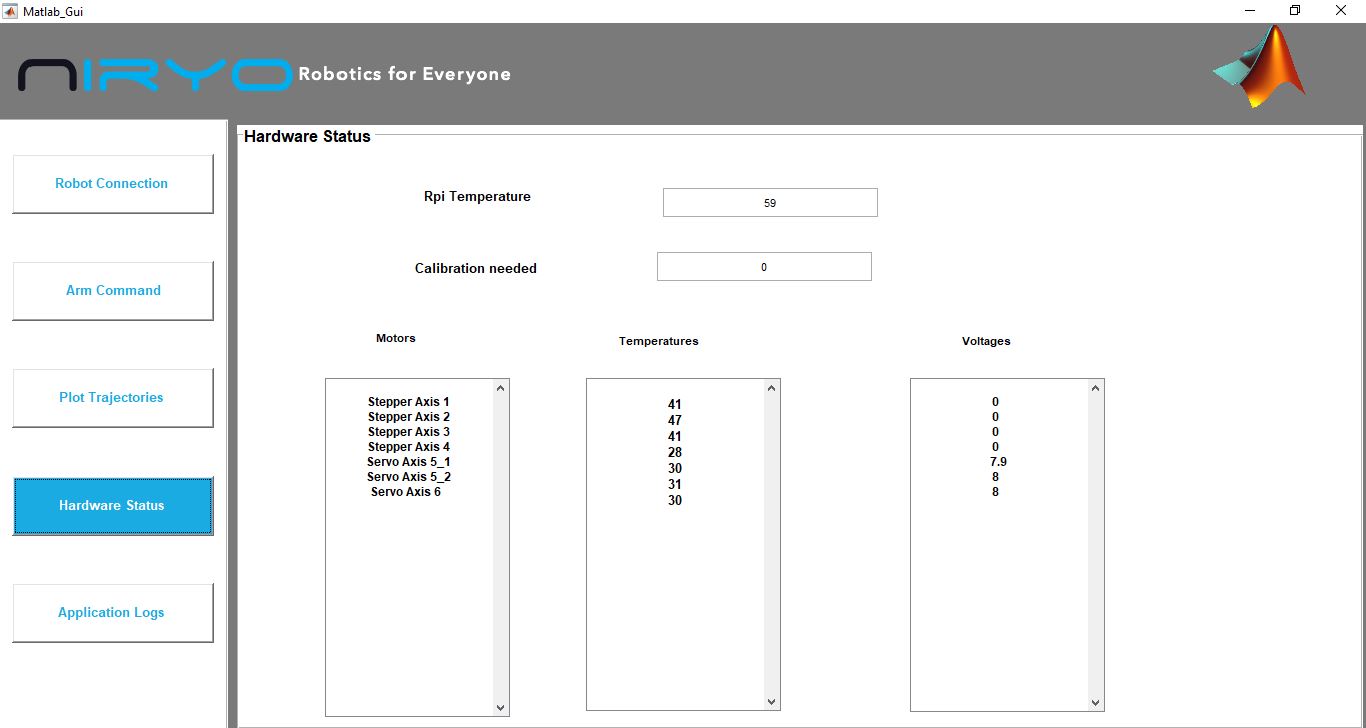 Matlab_Gui
NIRYO Robotics for Everyone
Hardware Status
Robot Connection
Arm Command
Plot Trajectories
Hardware Status
Application Logs
Rpi Temperature 59
Calibration needed 0
Motors Temperatures Voltages
Stepper Axis 1 41 0
Stepper Axis 2 47 0
Stepper Axis 3 41 0
Stepper Axis 4 28 0
Servo Axis 5_1 30 7.9
Servo Axis 5_2 31 8
Servo Axis 6 30 8